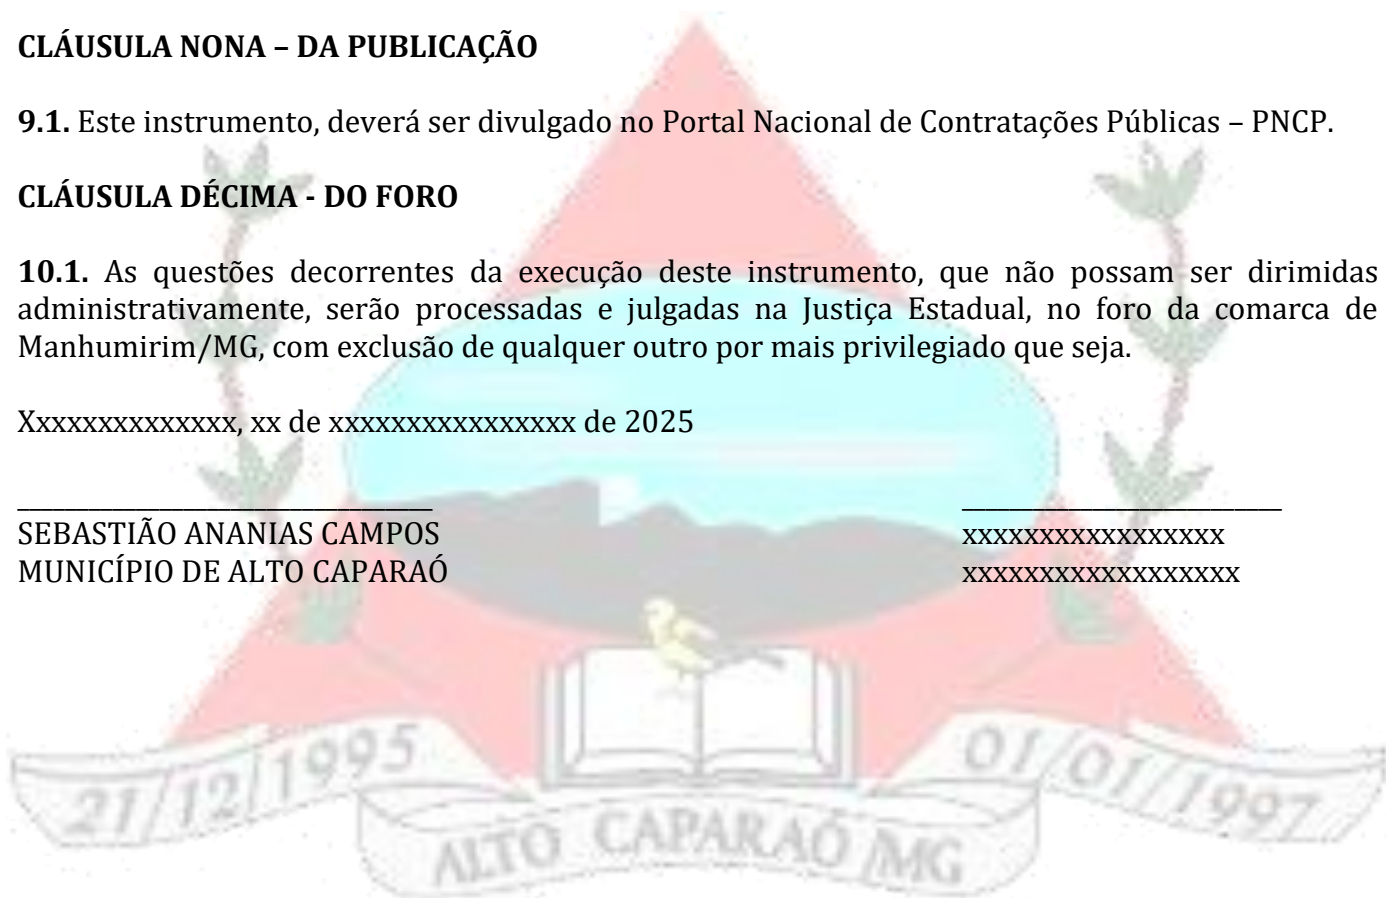 CLÁUSULA NONA – DA PUBLICAÇÃO
9.1. Este instrumento, deverá ser divulgado no Portal Nacional de Contratações Públicas – PNCP.
CLÁUSULA DÉCIMA - DO FORO
10.1. As questões decorrentes da execução deste instrumento, que não possam ser dirimidas
administrativamente, serão processadas e julgadas na Justiça Estadual, no foro da comarca de
Manhumirim/MG, com exclusão de qualquer outro por mais privilegiado que seja.
Xxxxxxxxxxxxxxx, xx de xxxxxxxxxxxxxxxx de 2025
SEBASTIÃO ANANIAS CAMPOS xxxxxxxxxxxxxxxxx
MUNICÍPIO DE ALTO CAPARAÓ xxxxxxxxxxxxxxxxxx
21/12/1995 01/01/1997
ALTO CAPARAÓ MG